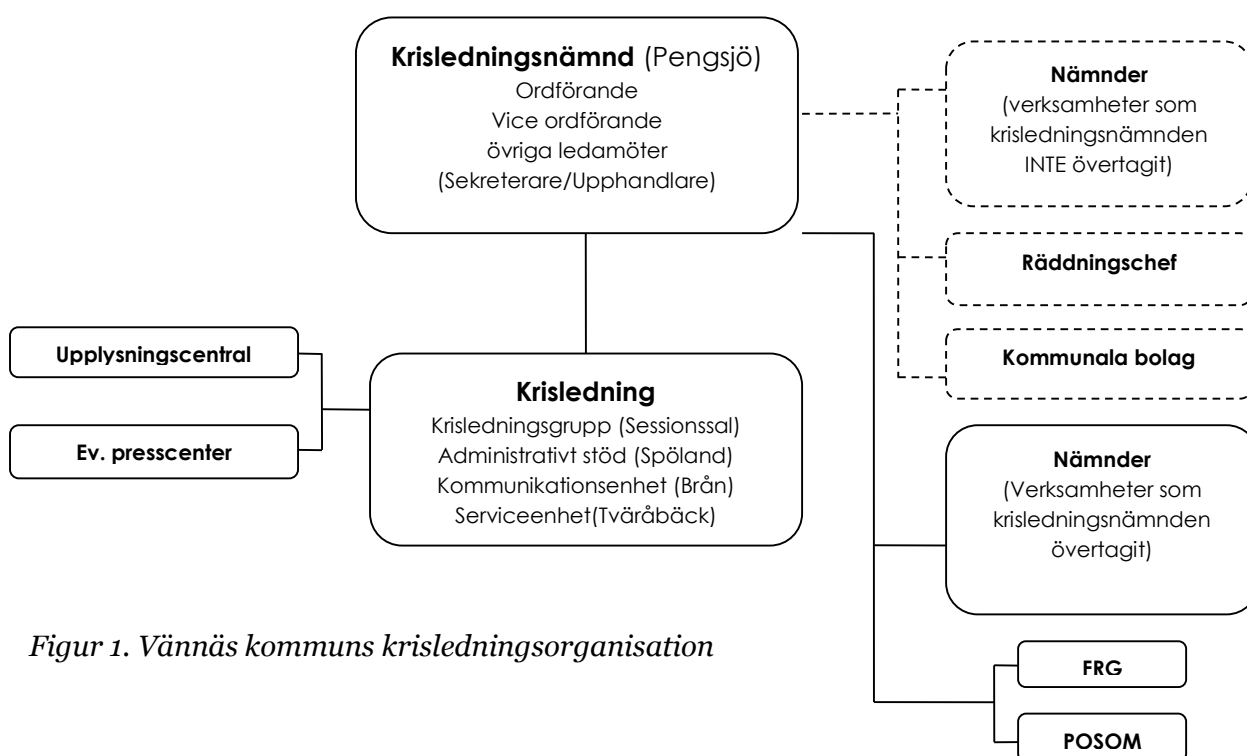 Krisledningsnämnd (Pengsjö)
Ordförande
Vice ordförande
övriga ledamöter
(Sekreterare/Upphandlare)
Nämnder
(verksamheter som
krisledningsnämnden
INTE övertagit)
Räddningschef
Kommunala bolag
Upplysningscentral
Ev. presscenter
Krisledning
Krisledningsgrupp (Sessionssal)
Administrativt stöd (Spöland)
Kommunikationsenhet (Brån)
Serviceenhet(Tväråbäck)
Nämnder
(Verksamheter som
krisledningsnämnden
övertagit)
FRG
POSOM
Figur 1. Vännäs kommuns krisledningsorganisation